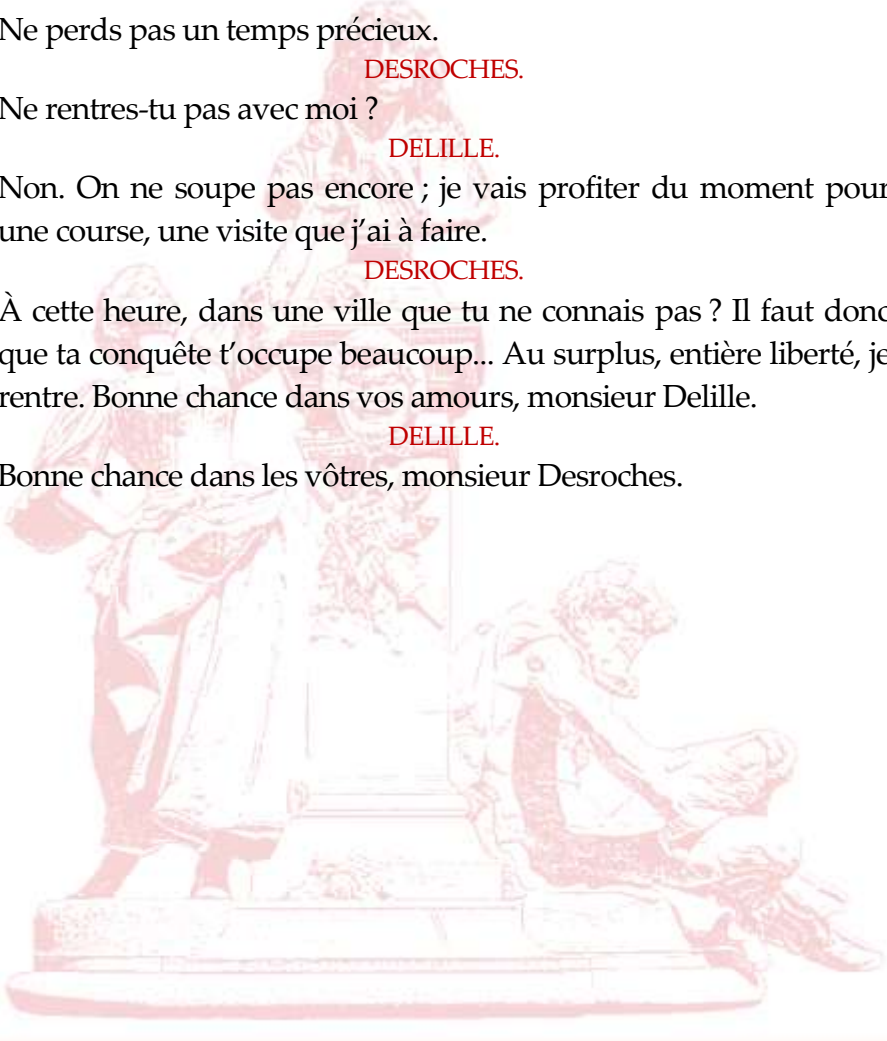 Ne perds pas un temps précieux.
DESROCHES.
Ne rentres-tu pas avec moi ?
DELILLE.
Non. On ne soupe pas encore ; je vais profiter du moment pour
une course, une visite que j’ai à faire.
DESROCHES.
À cette heure, dans une ville que tu ne connais pas ? Il faut donc
que ta conquête t’occupe beaucoup... Au surplus, entière liberté, je
rentre. Bonne chance dans vos amours, monsieur Delille.
DELILLE.
Bonne chance dans les vôtres, monsieur Desroches.